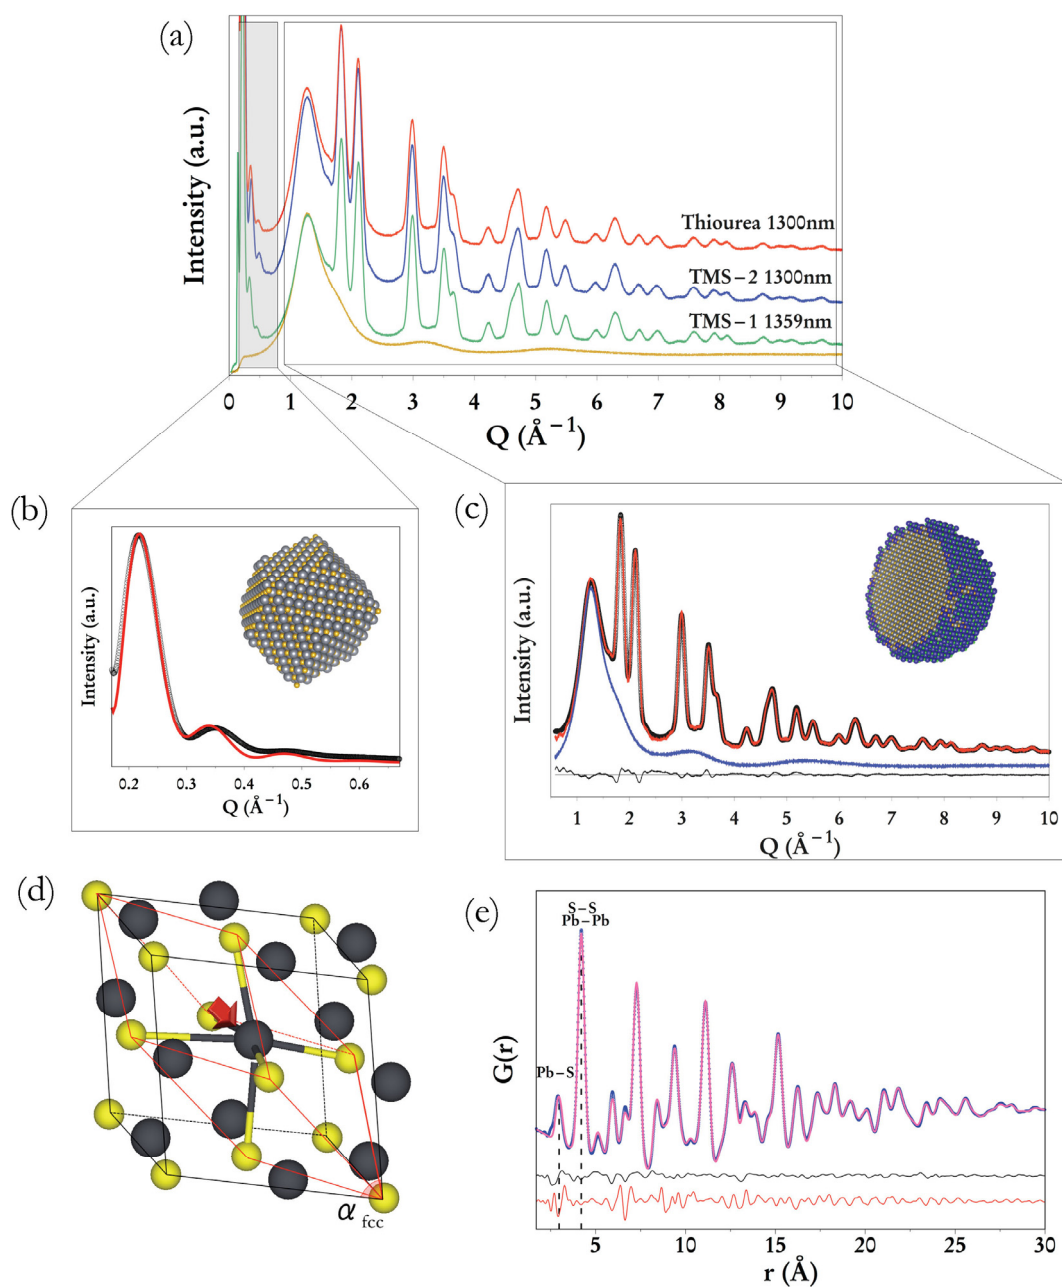 (a)
Intensity (a.u.)
Thiourea 1300nm
TMS−2 1300nm
TMS−1 1359nm
0 1 2 3 4 5 6 7 8 9 10
Q (Å⁻¹)
(b)
Intensity (a.u.)
0.2 0.3 0.4 0.5 0.6
Q (Å⁻¹)
(c)
Intensity (a.u.)
1 2 3 4 5 6 7 8 9 10
Q (Å⁻¹)
(d)
α fcc
(e)
S−S
Pb−Pb
Pb−S
G(r)
5 10 15 20 25 30
r (Å)